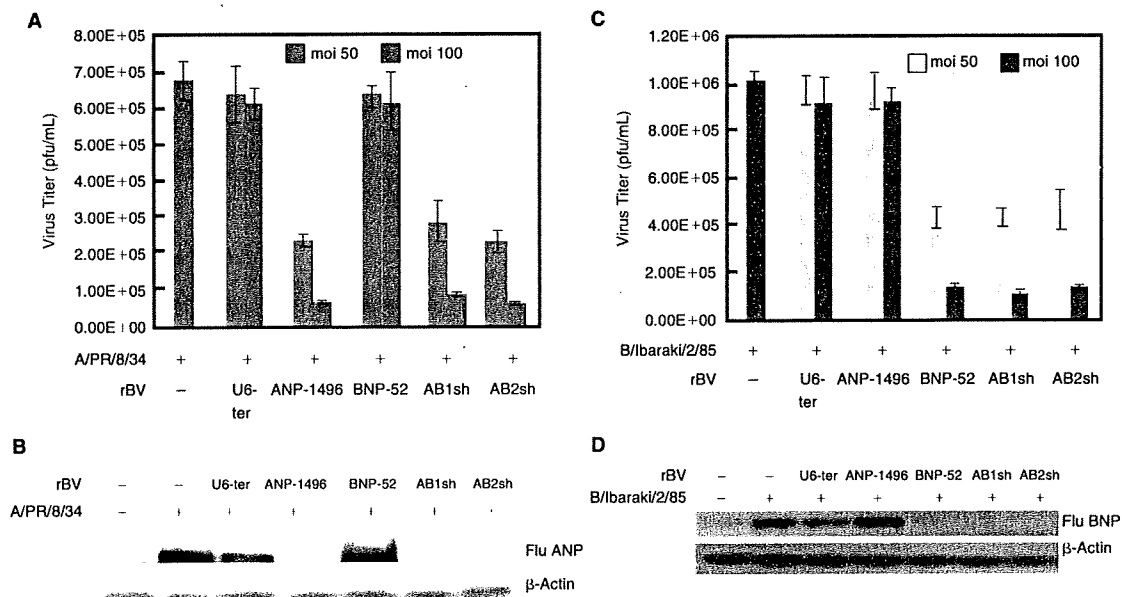 A
8.00E+05
7.00E+05
6.00E+05
5.00E+05
4.00E+05
3.00E+05
2.00E+05
1.00E+05
0.00E+00
Virus Titer (pfu/mL)
moi 50 moi 100
A/PR/8/34 + + + + + +
rBV – U6-ter ANP-1496 BNP-52 AB1sh AB2sh
C
1.20E+06
1.00E+06
8.00E+05
6.00E+05
4.00E+05
2.00E+05
0.00E+00
Virus Titer (pfu/mL)
moi 50 moi 100
B/Ibaraki/2/85 + + + + + +
rBV – U6-ter ANP-1496 BNP-52 AB1sh AB2sh
B
rBV – – U6-ter ANP-1496 BNP-52 AB1sh AB2sh
A/PR/8/34 – + + + + +
Flu ANP
β-Actin
D
rBV – – U6-ter ANP-1496 BNP-52 AB1sh AB2sh
B/Ibaraki/2/85 – + + + + + +
Flu BNP
β-Actin